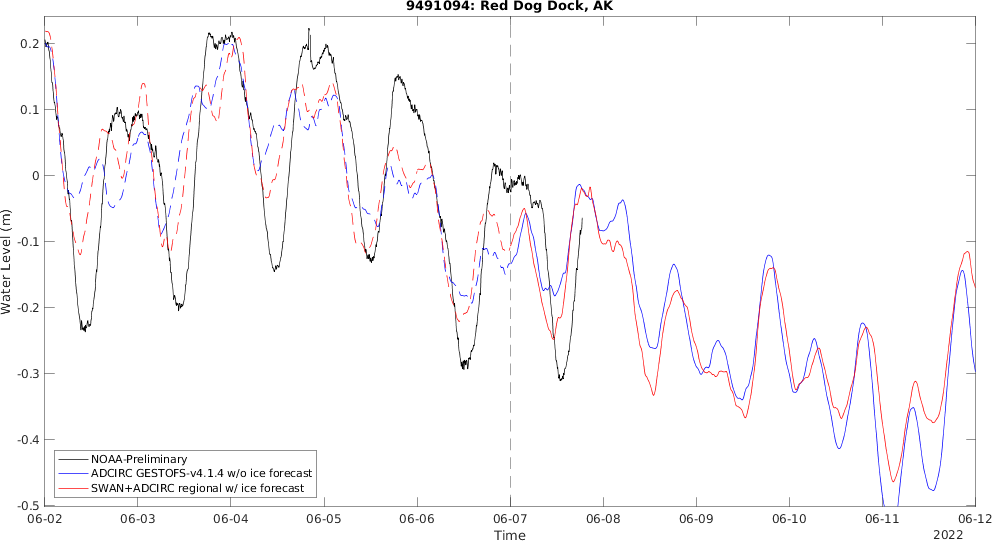 9491094: Red Dog Dock, AK
Water Level (m)
0.2
0.1
0
-0.1
-0.2
-0.3
-0.4
-0.5
NOAA-Preliminary
ADCIRC GESTOFS-v4.1.4 w/o ice forecast
SWAN+ADCIRC regional w/ ice forecast
06-02 06-03 06-04 06-05 06-06 06-07 06-08 06-09 06-10 06-11 06-12
Time
2022